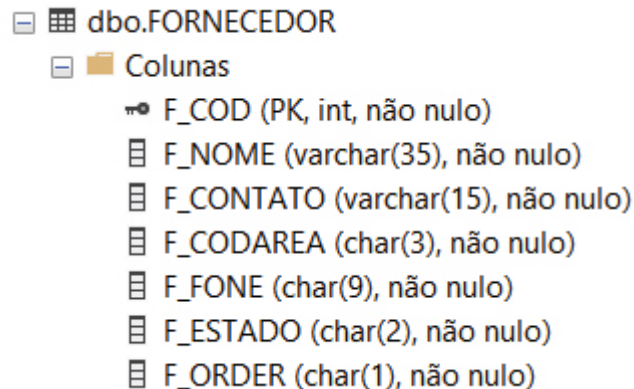 dbo.FORNECEDOR
Colunas
F_COD (PK, int, não nulo)
F_NOME (varchar(35), não nulo)
F_CONTATO (varchar(15), não nulo)
F_CODAREA (char(3), não nulo)
F_FONE (char(9), não nulo)
F_ESTADO (char(2), não nulo)
F_ORDER (char(1), não nulo)